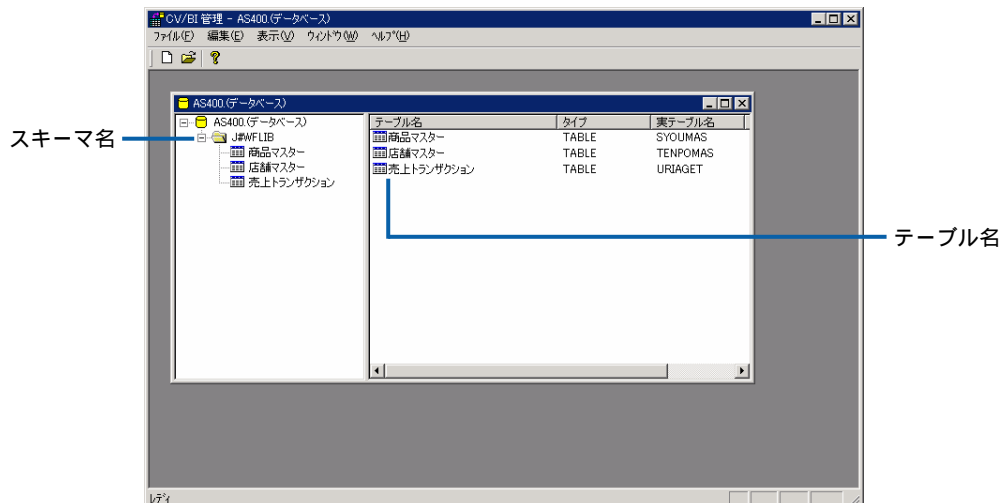 CV/BI 管理 - AS400.(データベース)
ファイル(F) 編集(E) 表示(V) ウィンドウ(W) ヘルプ(H)
AS400.(データベース)
AS400.(データベース)
J#WFLIB
商品マスター
店舗マスター
売上トランザクション
テーブル名 タイプ 実テーブル名
商品マスター TABLE SYOUMAS
店舗マスター TABLE TENPOMAS
売上トランザクション TABLE URIAGET
スキーマ名
テーブル名
レディ